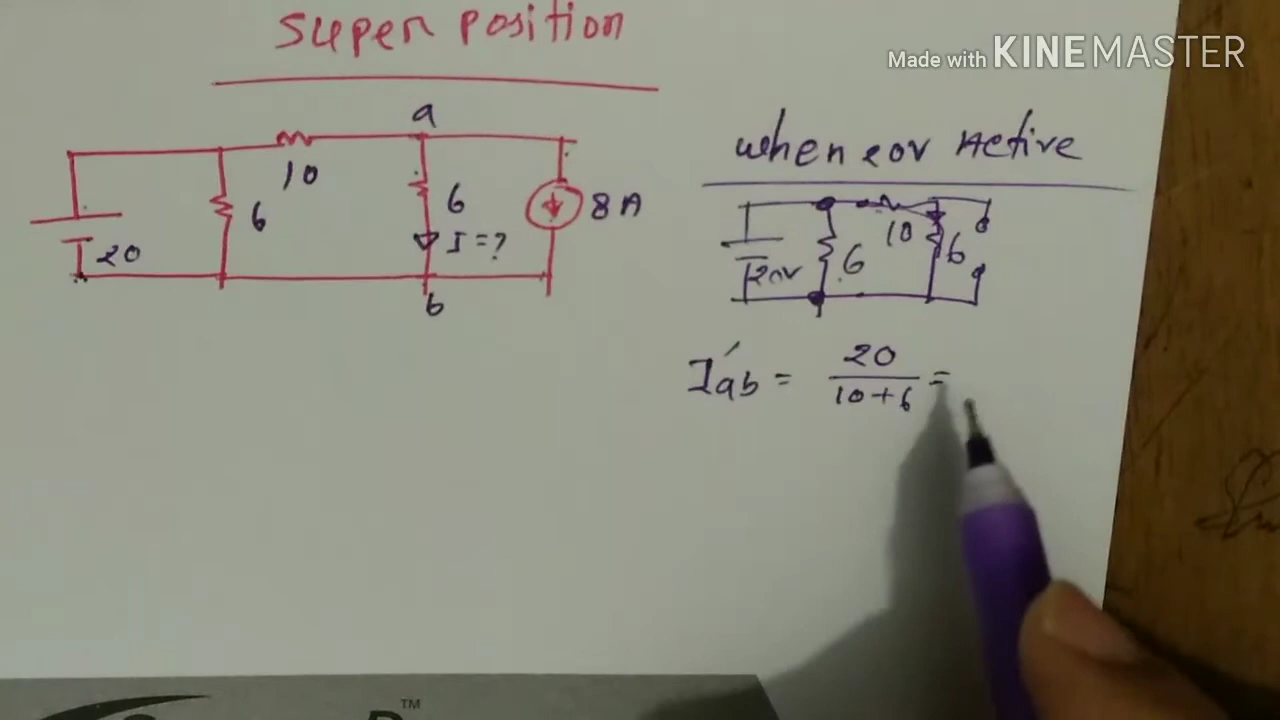 Super position
Made with KINEMASTER
a
10
6
6
8A
I=?
20
b
when 20V Active
10
6
6
20V
I'ab = 20 / 10+6 =
TM